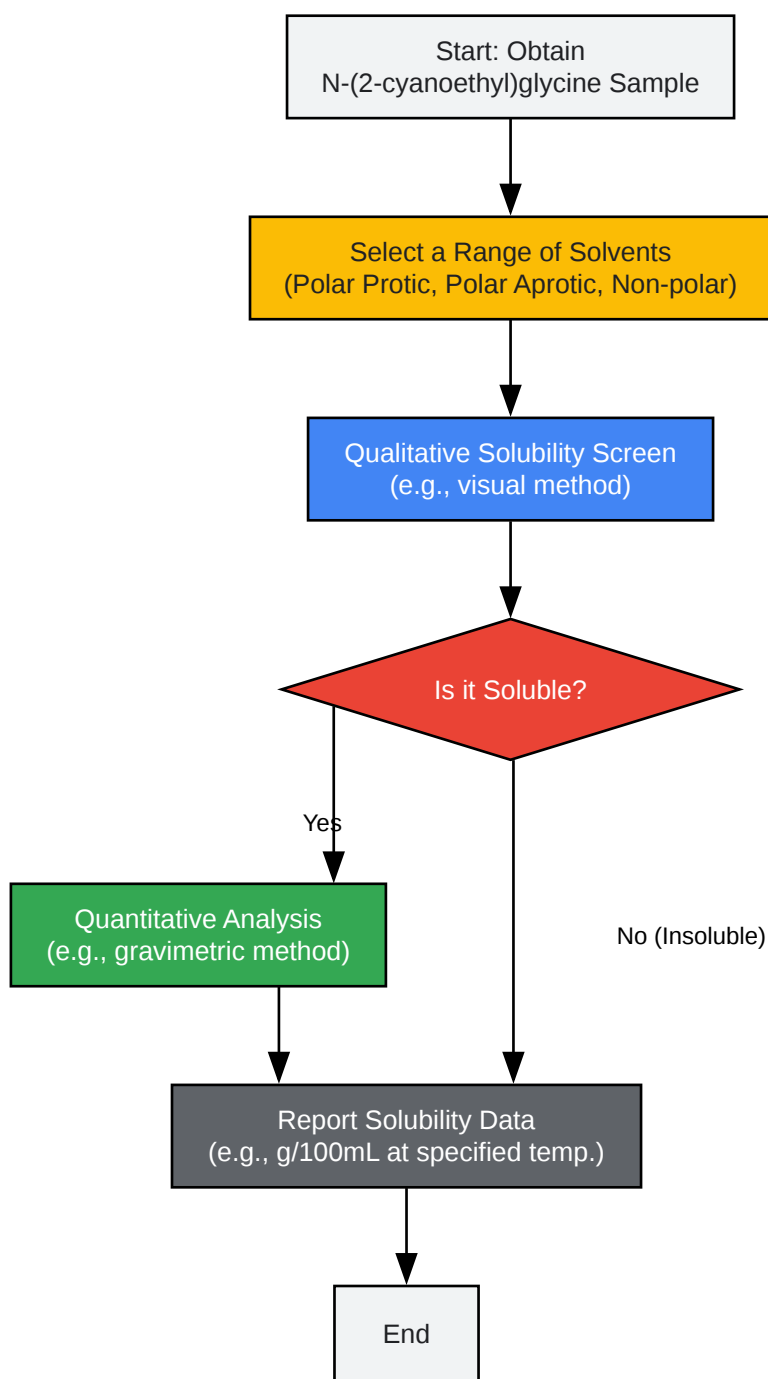 Start: Obtain
N-(2-cyanoethyl)glycine Sample
Select a Range of Solvents
(Polar Protic, Polar Aprotic, Non-polar)
Qualitative Solubility Screen
(e.g., visual method)
Is it Soluble?
Yes
Quantitative Analysis
(e.g., gravimetric method)
No (Insoluble)
Report Solubility Data
(e.g., g/100mL at specified temp.)
End